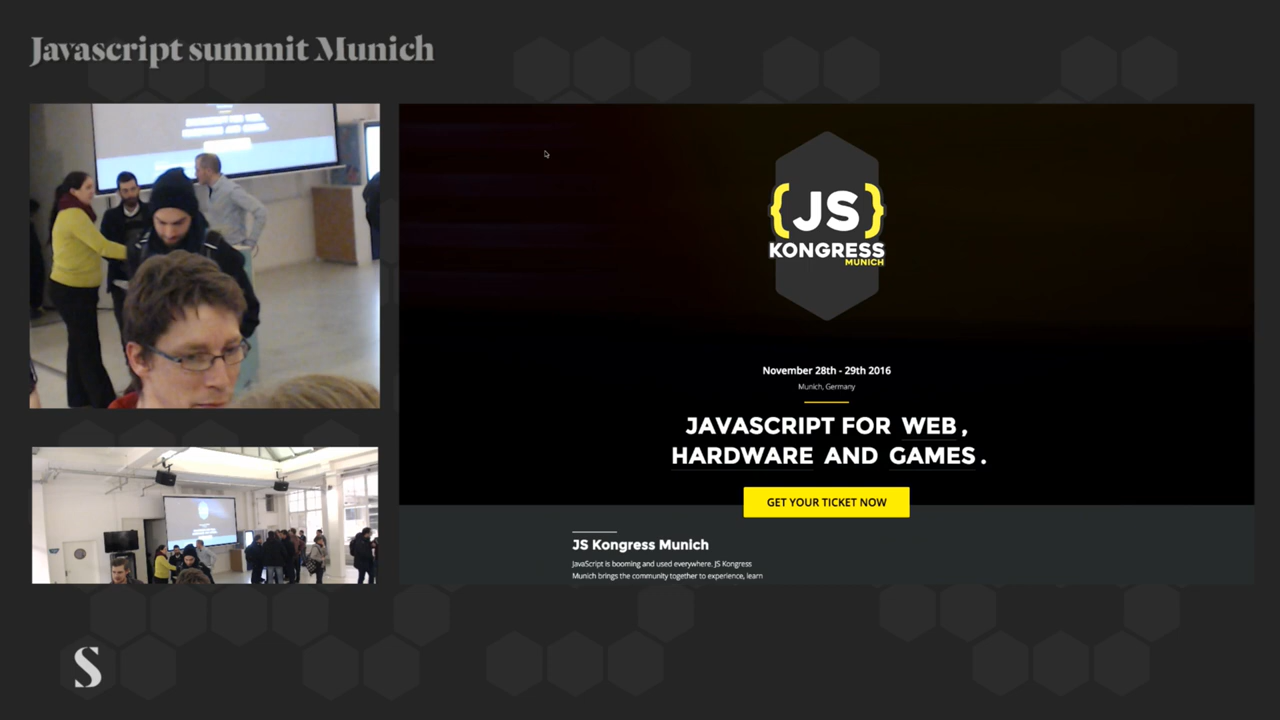 Javascript summit Munich
{JS}
KONGRESS
MUNICH
November 28th - 29th 2016
Munich, Germany
JAVASCRIPT FOR WEB,
HARDWARE AND GAMES.
GET YOUR TICKET NOW
JS Kongress Munich
JavaScript is booming and used everywhere. JS Kongress
Munich brings the community together to experience, learn
S